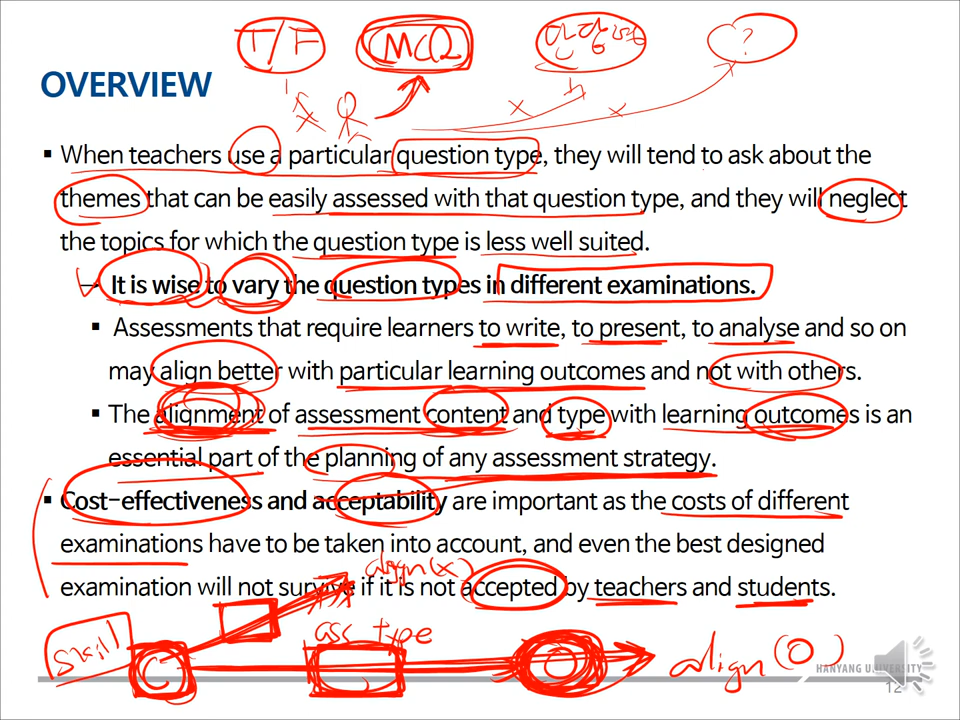 T/F MCQ 단답형 ?
OVERVIEW
▪ When teachers use a particular question type, they will tend to ask about the
themes that can be easily assessed with that question type, and they will neglect
the topics for which the question type is less well suited.
→ It is wise to vary the question types in different examinations.
▪ Assessments that require learners to write, to present, to analyse and so on
may align better with particular learning outcomes and not with others.
▪ The alignment of assessment content and type with learning outcomes is an
essential part of the planning of any assessment strategy.
▪ Cost-effectiveness and acceptability are important as the costs of different
examinations have to be taken into account, and even the best designed
align(X)
examination will not survive if it is not accepted by teachers and students.
ass type
Skill C O align (O)
HANYANG UNIVERSITY
12